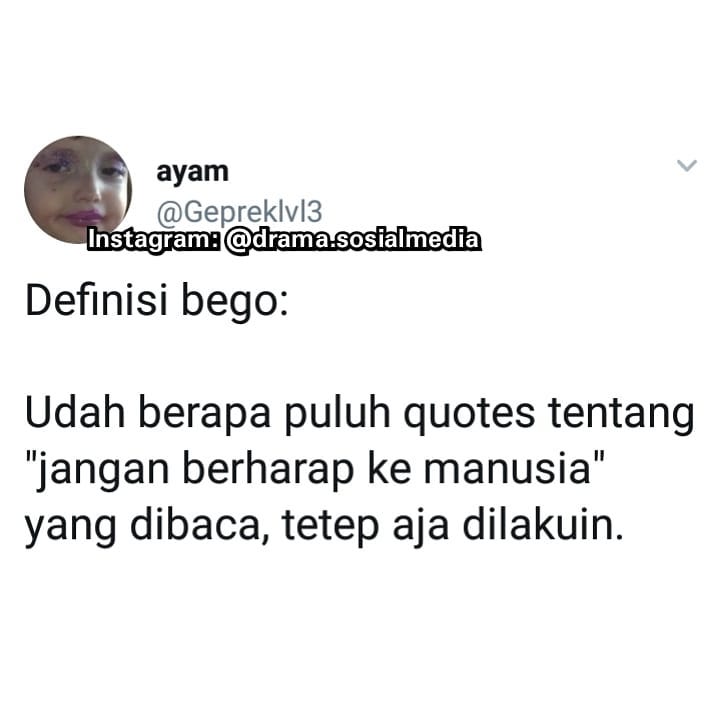 ayam
@Gepreklvl3
Instagram: @drama.sosialmedia
Definisi bego:
Udah berapa puluh quotes tentang
"jangan berharap ke manusia"
yang dibaca, tetep aja dilakuin.